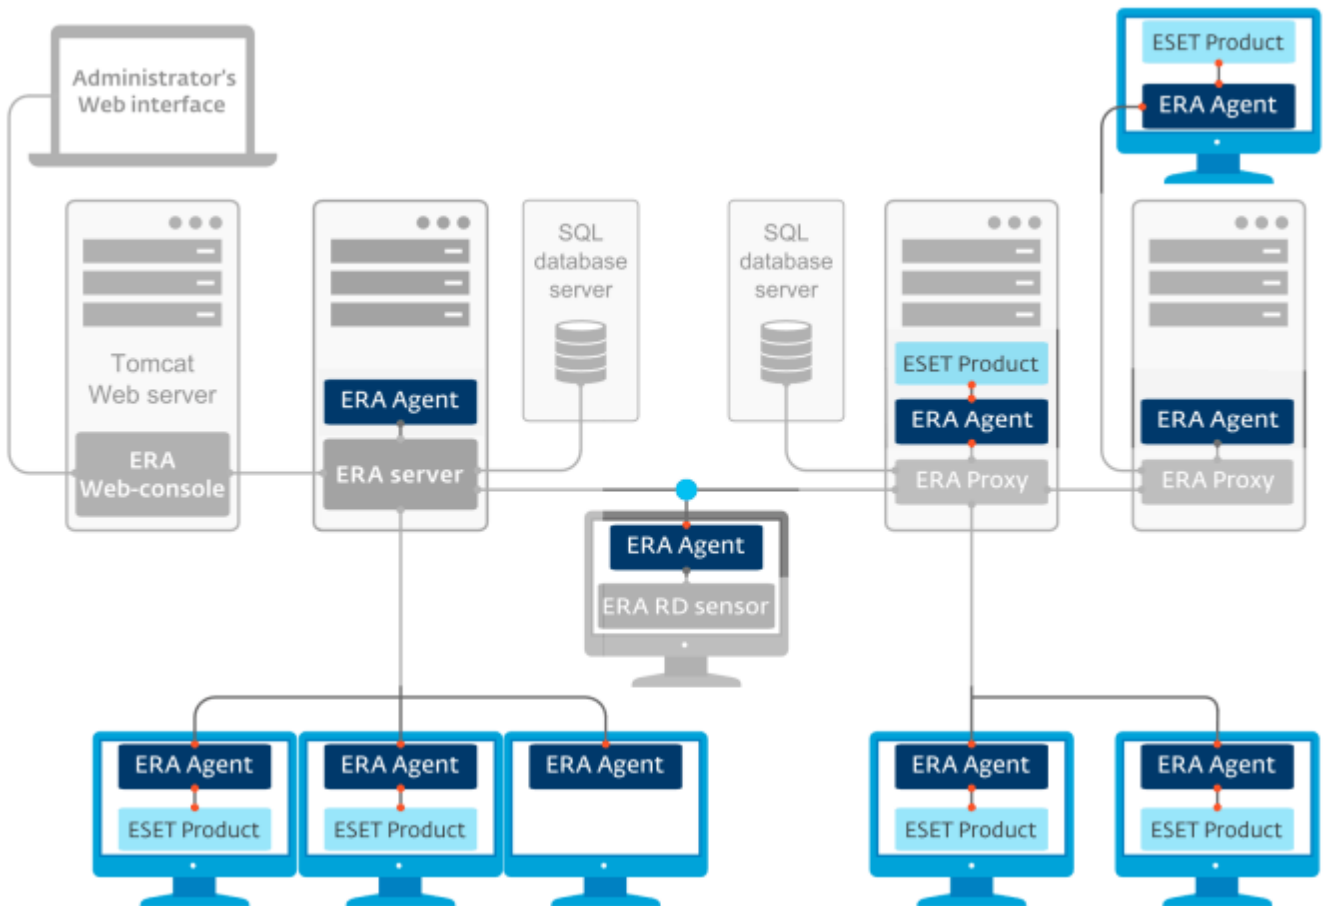 Administrator's
Web interface
ESET Product
ERA Agent
Tomcat
Web server
ERA
Web-console
ERA Agent
ERA server
SQL
database
server
SQL
database
server
ESET Product
ERA Agent
ERA Proxy
ERA Agent
ERA Proxy
ERA Agent
ERA RD sensor
ERA Agent
ESET Product
ERA Agent
ESET Product
ERA Agent
ERA Agent
ESET Product
ERA Agent
ESET Product